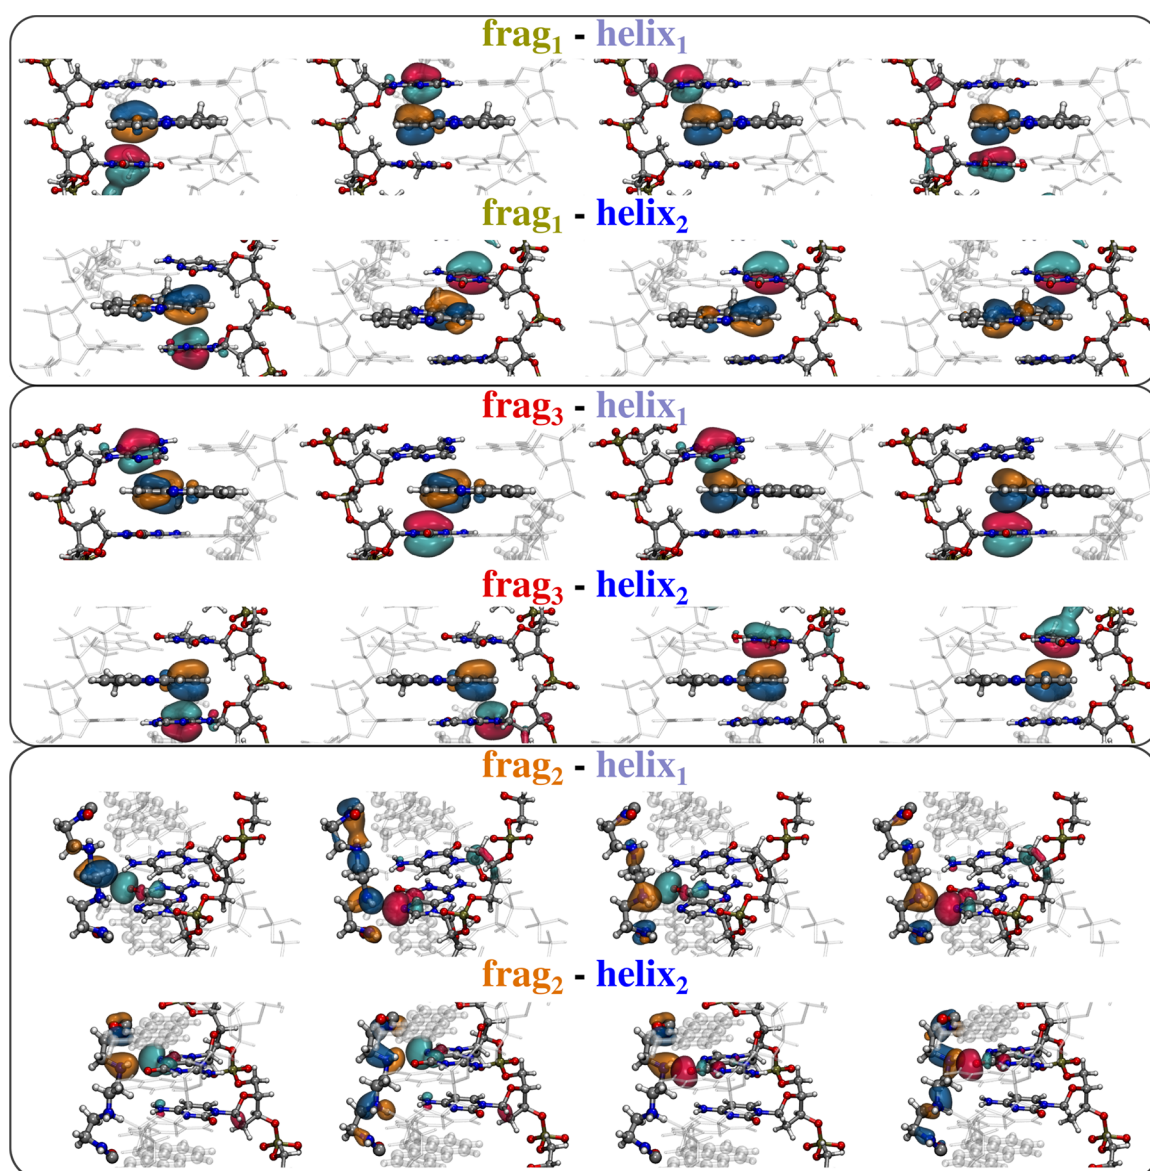 frag₁ - helix₁
frag₁ - helix₂
frag₃ - helix₁
frag₃ - helix₂
frag₂ - helix₁
frag₂ - helix₂